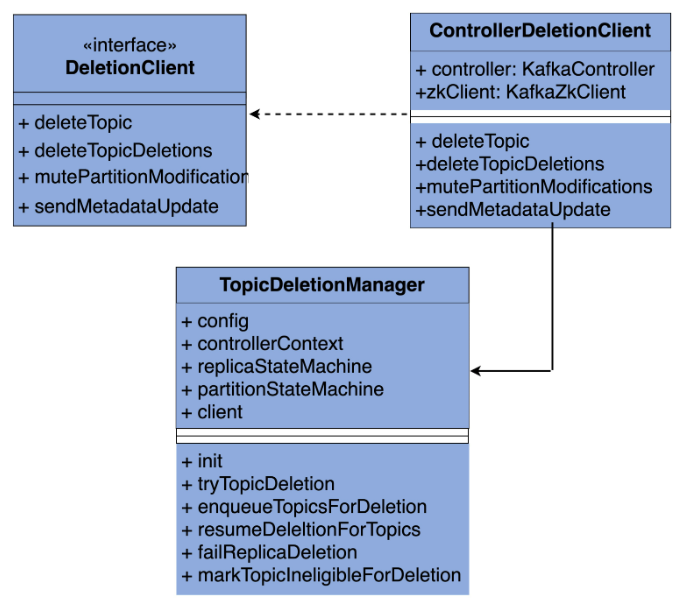 «interface»
DeletionClient
+ deleteTopic
+ deleteTopicDeletions
+ mutePartitionModification
+ sendMetadataUpdate
ControllerDeletionClient
+ controller: KafkaController
+zkClient: KafkaZkClient
+ deleteTopic
+deleteTopicDeletions
+mutePartitionModifications
+sendMetadataUpdate
TopicDeletionManager
+ config
+ controllerContext
+ replicaStateMachine
+ partitionStateMachine
+ client
+ init
+ tryTopicDeletion
+ enqueueTopicsForDeletion
+ resumeDeleltionForTopics
+ failReplicaDeletion
+ markTopicIneligibleForDeletion